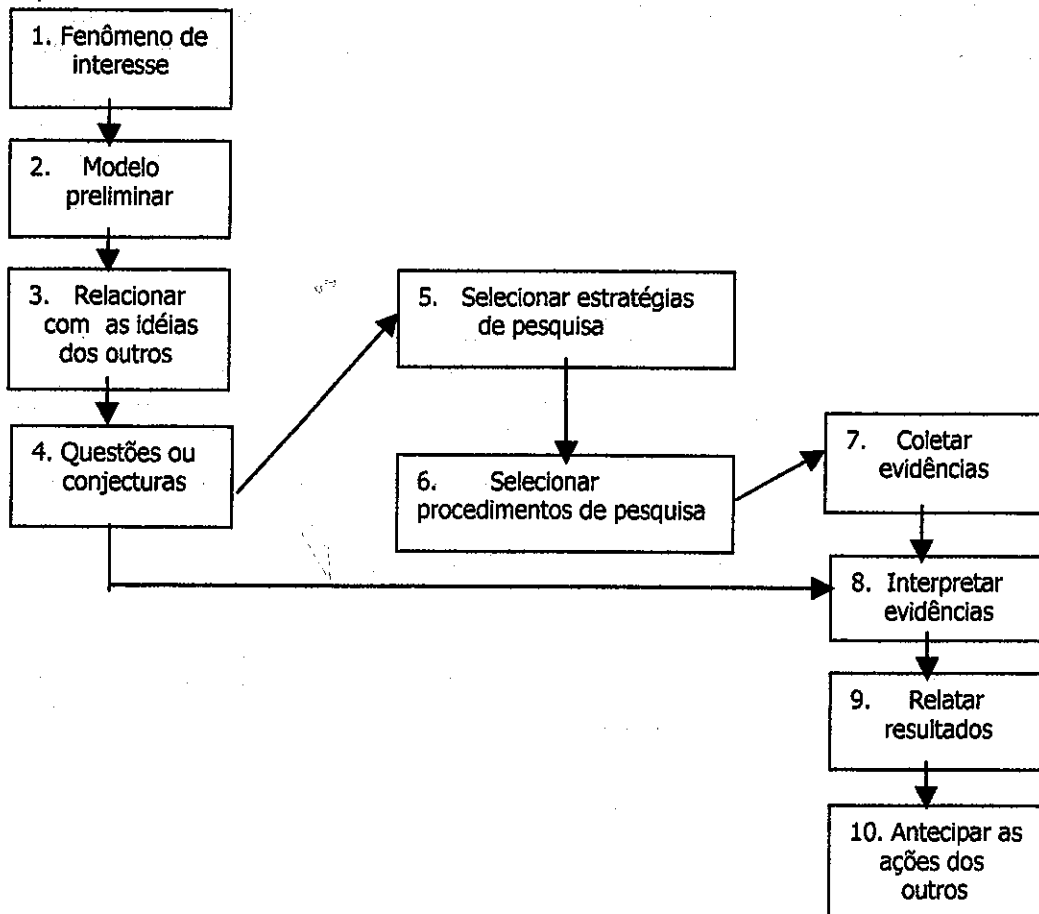 1. Fenômeno de
interesse
2. Modelo
preliminar
3. Relacionar
com as idéias
dos outros
4. Questões ou
conjecturas
5. Selecionar estratégias
de pesquisa
6. Selecionar
procedimentos de pesquisa
7. Coletar
evidências
8. Interpretar
evidências
9. Relatar
resultados
10. Antecipar as
ações dos
outros